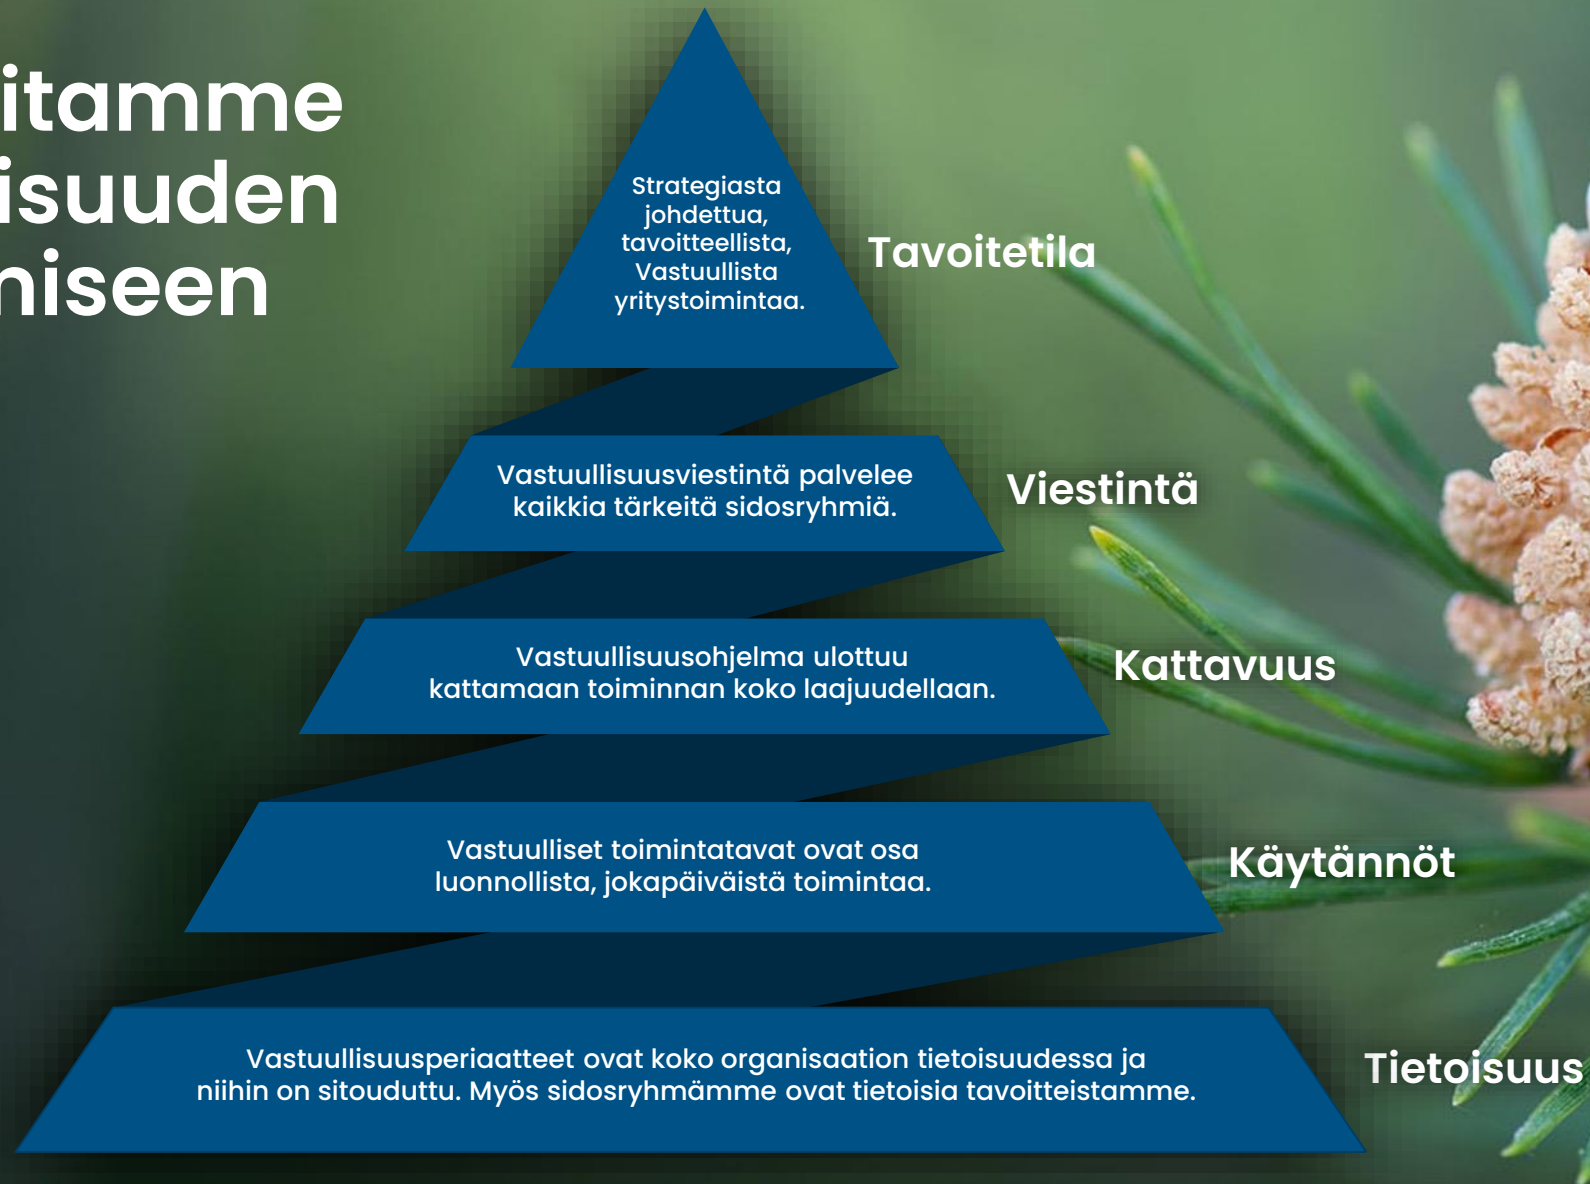 itamme
isuuden
niseen
Strategiasta
johdettua,
tavoitteellista,
Vastuullista
yritystoimintaa.
Tavoitetila
Vastuullisuusviestintä palvelee
kaikkia tärkeitä sidosryhmiä.
Viestintä
Vastuullisuusohjelma ulottuu
kattamaan toiminnan koko laajuudellaan.
Kattavuus
Vastuulliset toimintatavat ovat osa
luonnollista, jokapäiväistä toimintaa.
Käytännöt
Vastuullisuusperiaatteet ovat koko organisaation tietoisuudessa ja
niihin on sitouduttu. Myös sidosryhmämme ovat tietoisia tavoitteistamme.
Tietoisuus